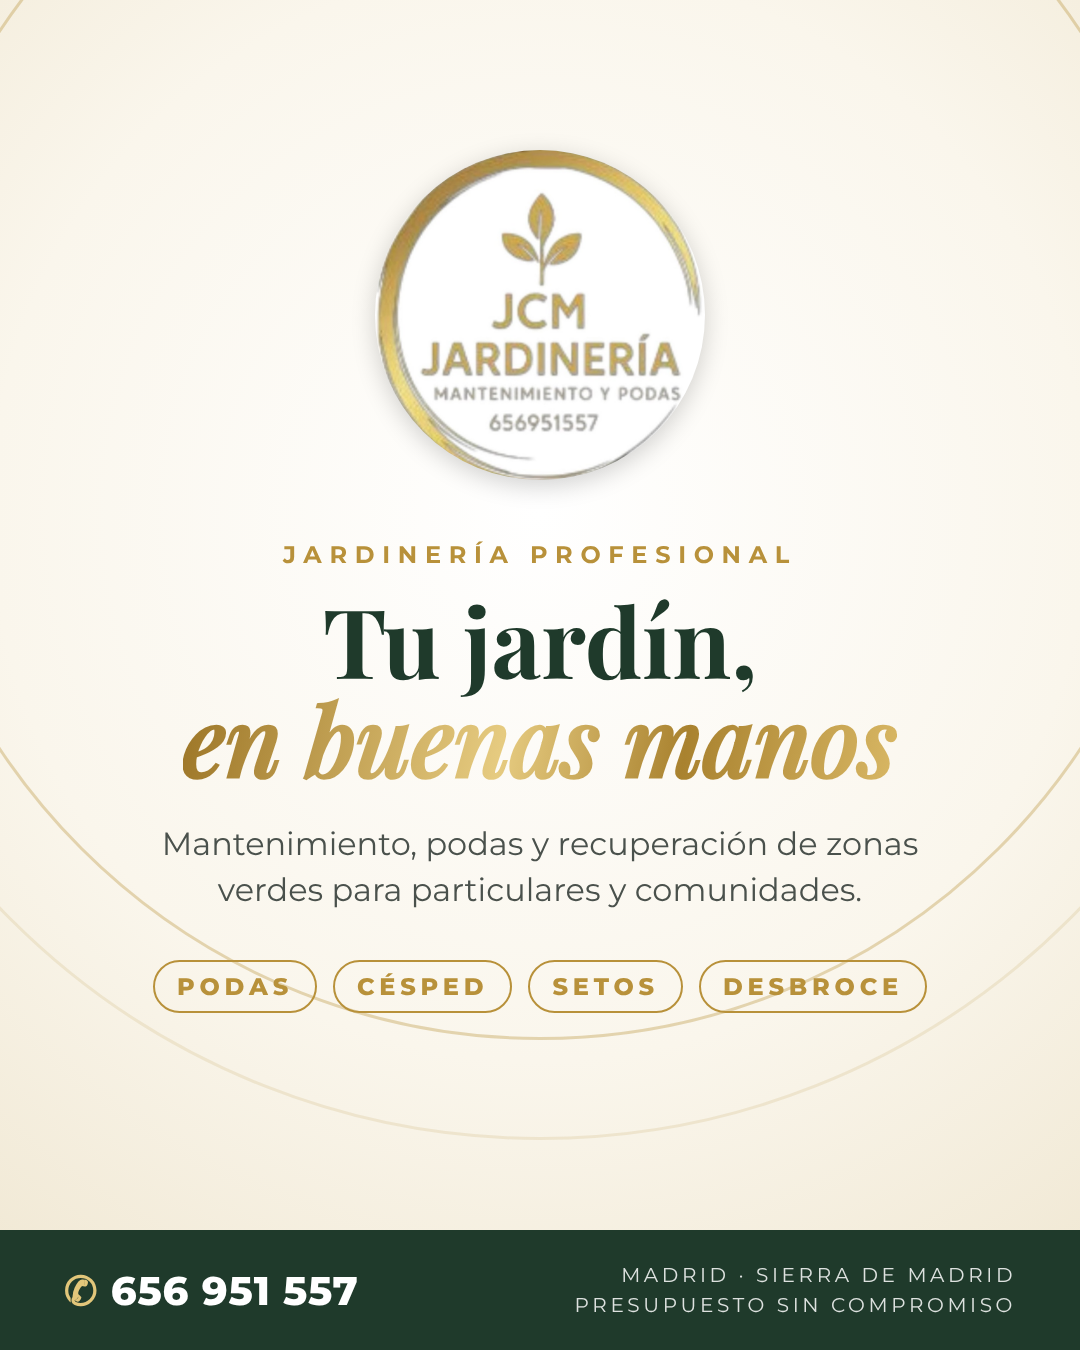 JCM
JARDINERÍA
MANTENIMIENTO Y PODAS
656951557
JARDINERÍA PROFESIONAL
Tu jardín,
en buenas manos
Mantenimiento, podas y recuperación de zonas
verdes para particulares y comunidades.
PODAS CÉSPED SETOS DESBROCE
✆ 656 951 557
MADRID · SIERRA DE MADRID
PRESUPUESTO SIN COMPROMISO